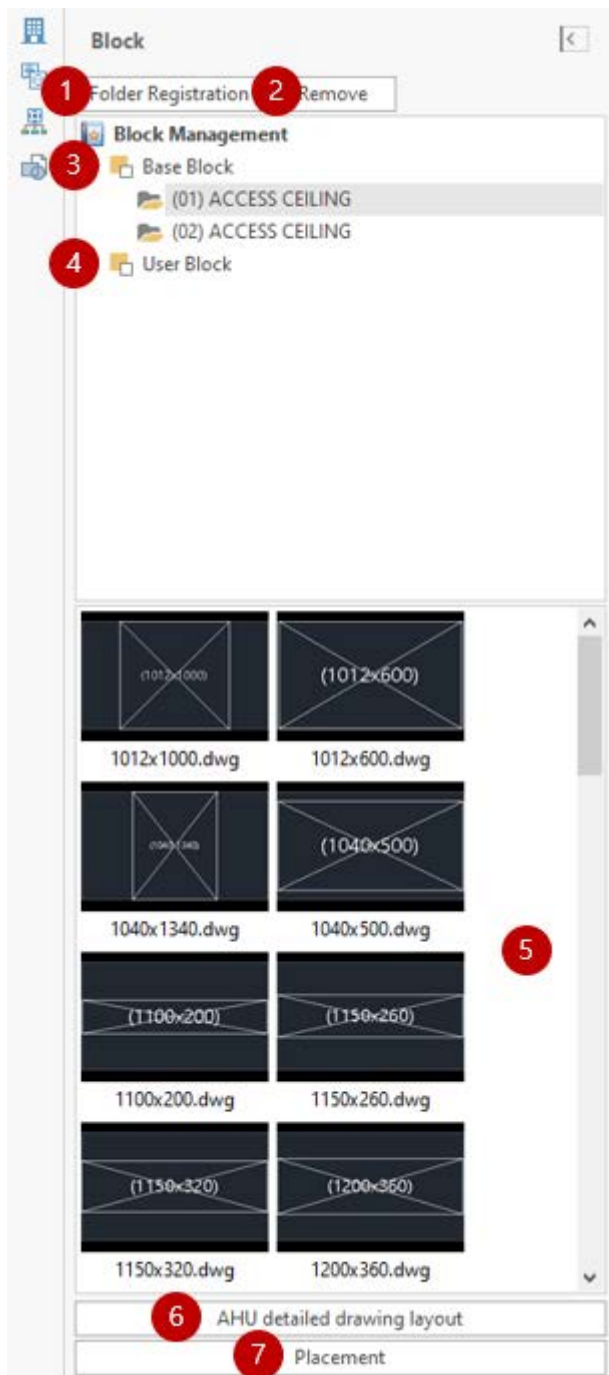 Block
1 Folder Registration 2 Remove
Block Management
3 Base Block
(01) ACCESS CEILING
(02) ACCESS CEILING
4 User Block
(1012x1000) (1012x600)
1012x1000.dwg 1012x600.dwg
(1040x1340) (1040x500)
1040x1340.dwg 1040x500.dwg
5
(1100x200) (1150x260)
1100x200.dwg 1150x260.dwg
(1150x320) (1200x360)
1150x320.dwg 1200x360.dwg
6 AHU detailed drawing layout
7 Placement